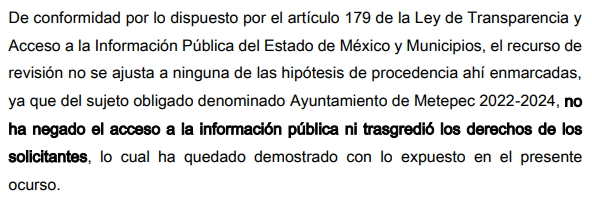 De conformidad por lo dispuesto por el artículo 179 de la Ley de Transparencia y
Acceso a la Información Pública del Estado de México y Municipios, el recurso de
revisión no se ajusta a ninguna de las hipótesis de procedencia ahí enmarcadas,
ya que del sujeto obligado denominado Ayuntamiento de Metepec 2022-2024, no
ha negado el acceso a la información pública ni trasgredió los derechos de los
solicitantes, lo cual ha quedado demostrado con lo expuesto en el presente
ocurso.